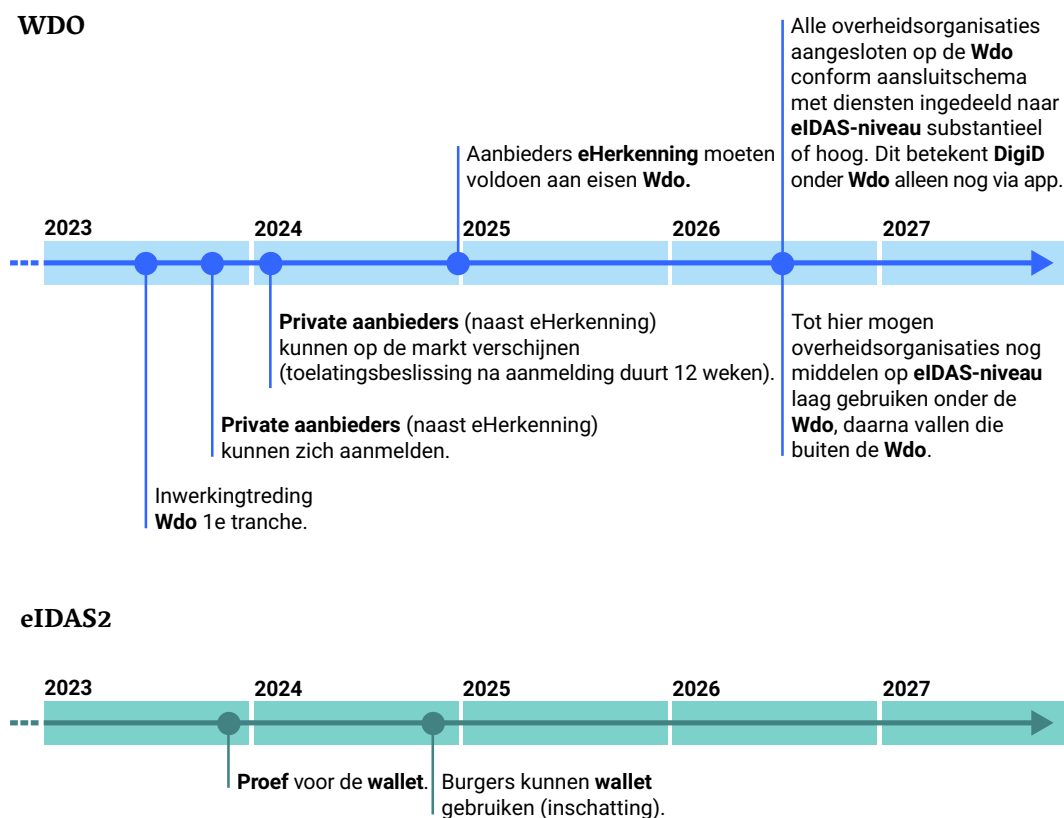 WDO
Alle overheidsorganisaties
aangesloten op de Wdo
conform aansluitschema
met diensten ingedeeld naar
eIDAS-niveau substantieel
of hoog. Dit betekent DigiD
onder Wdo alleen nog via app.
Aanbieders eHerkenning moeten
voldoen aan eisen Wdo.
2023 2024 2025 2026 2027
Private aanbieders (naast eHerkenning)
kunnen op de markt verschijnen
(toelatingsbeslissing na aanmelding duurt 12 weken).
Tot hier mogen
overheidsorganisaties nog
middelen op eIDAS-niveau
laag gebruiken onder de
Wdo, daarna vallen die
buiten de Wdo.
Private aanbieders (naast eHerkenning)
kunnen zich aanmelden.
Inwerkingtreding
Wdo 1e tranche.
eIDAS2
2023 2024 2025 2026 2027
Proef voor de wallet.
Burgers kunnen wallet
gebruiken (inschatting).